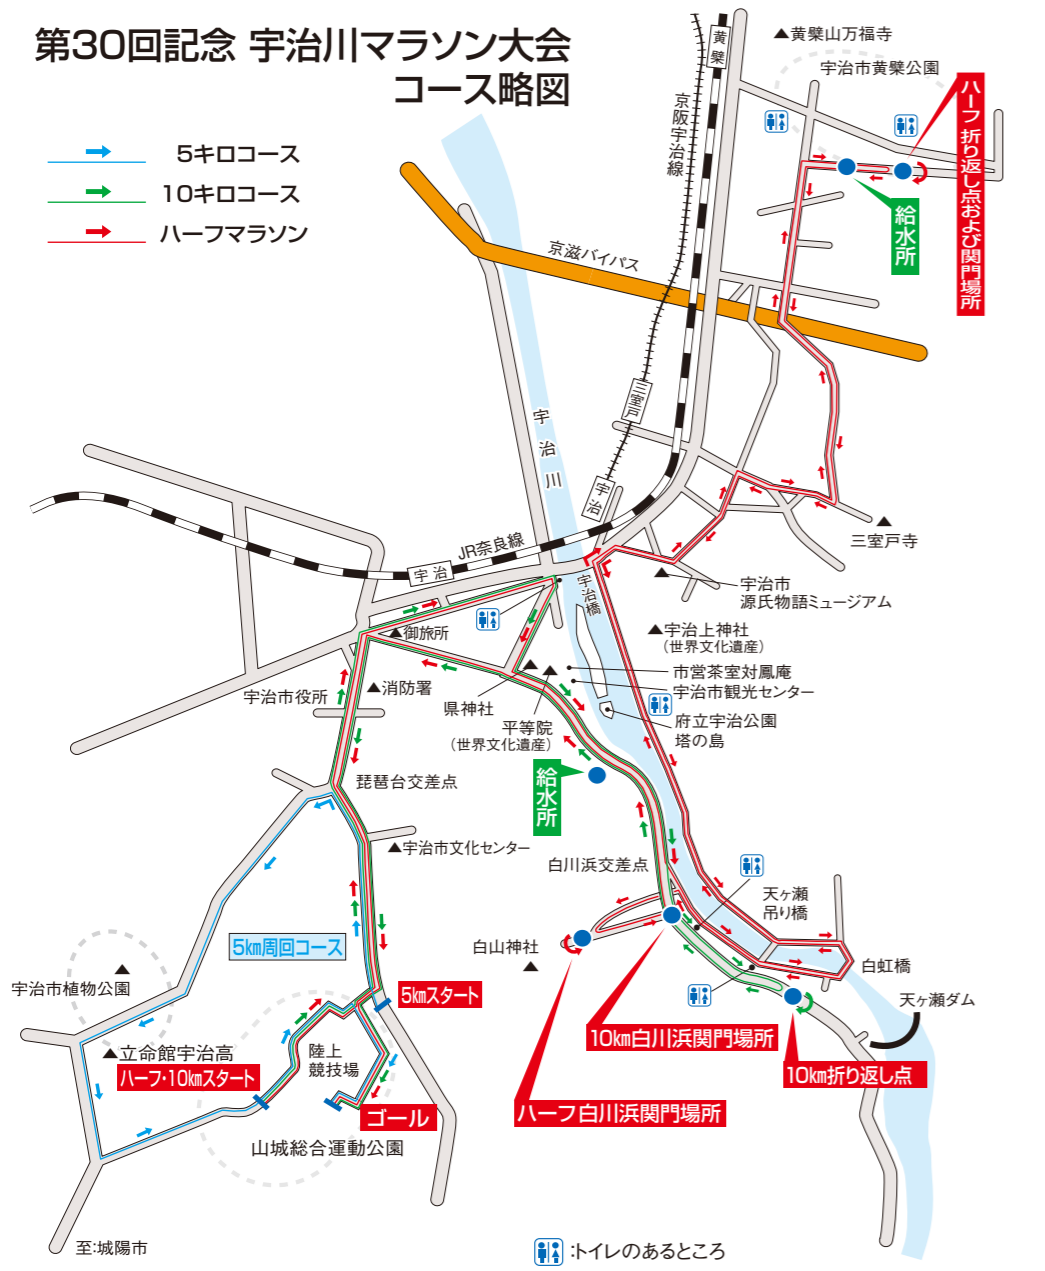 第30回記念 宇治川マラソン大会
コース略図
5キロコース
10キロコース
ハーフマラソン
黄檗
▲黄檗山万福寺
宇治市黄檗公園
ハーフ 折り返し点および関門場所
給水所
京阪宇治線
京滋バイパス
三室戸
宇治川
宇治
JR奈良線
宇治
▲
三室戸寺
宇治橋
▲
宇治市
源氏物語ミュージアム
▲御旅所
▲宇治上神社
(世界文化遺産)
市営茶室対鳳庵
宇治市観光センター
▲消防署
宇治市役所
県神社
平等院
(世界文化遺産)
府立宇治公園
塔の島
琵琶台交差点
給水所
▲宇治市文化センター
白川浜交差点
天ヶ瀬
吊り橋
5km周回コース
白山神社
▲
白虹橋
宇治市植物公園
▲
5kmスタート
天ヶ瀬ダム
▲立命館宇治高
ハーフ・10kmスタート
陸上
競技場
10km白川浜関門場所
10km折り返し点
ゴール
ハーフ白川浜関門場所
山城総合運動公園
至:城陽市
:トイレのあるところ